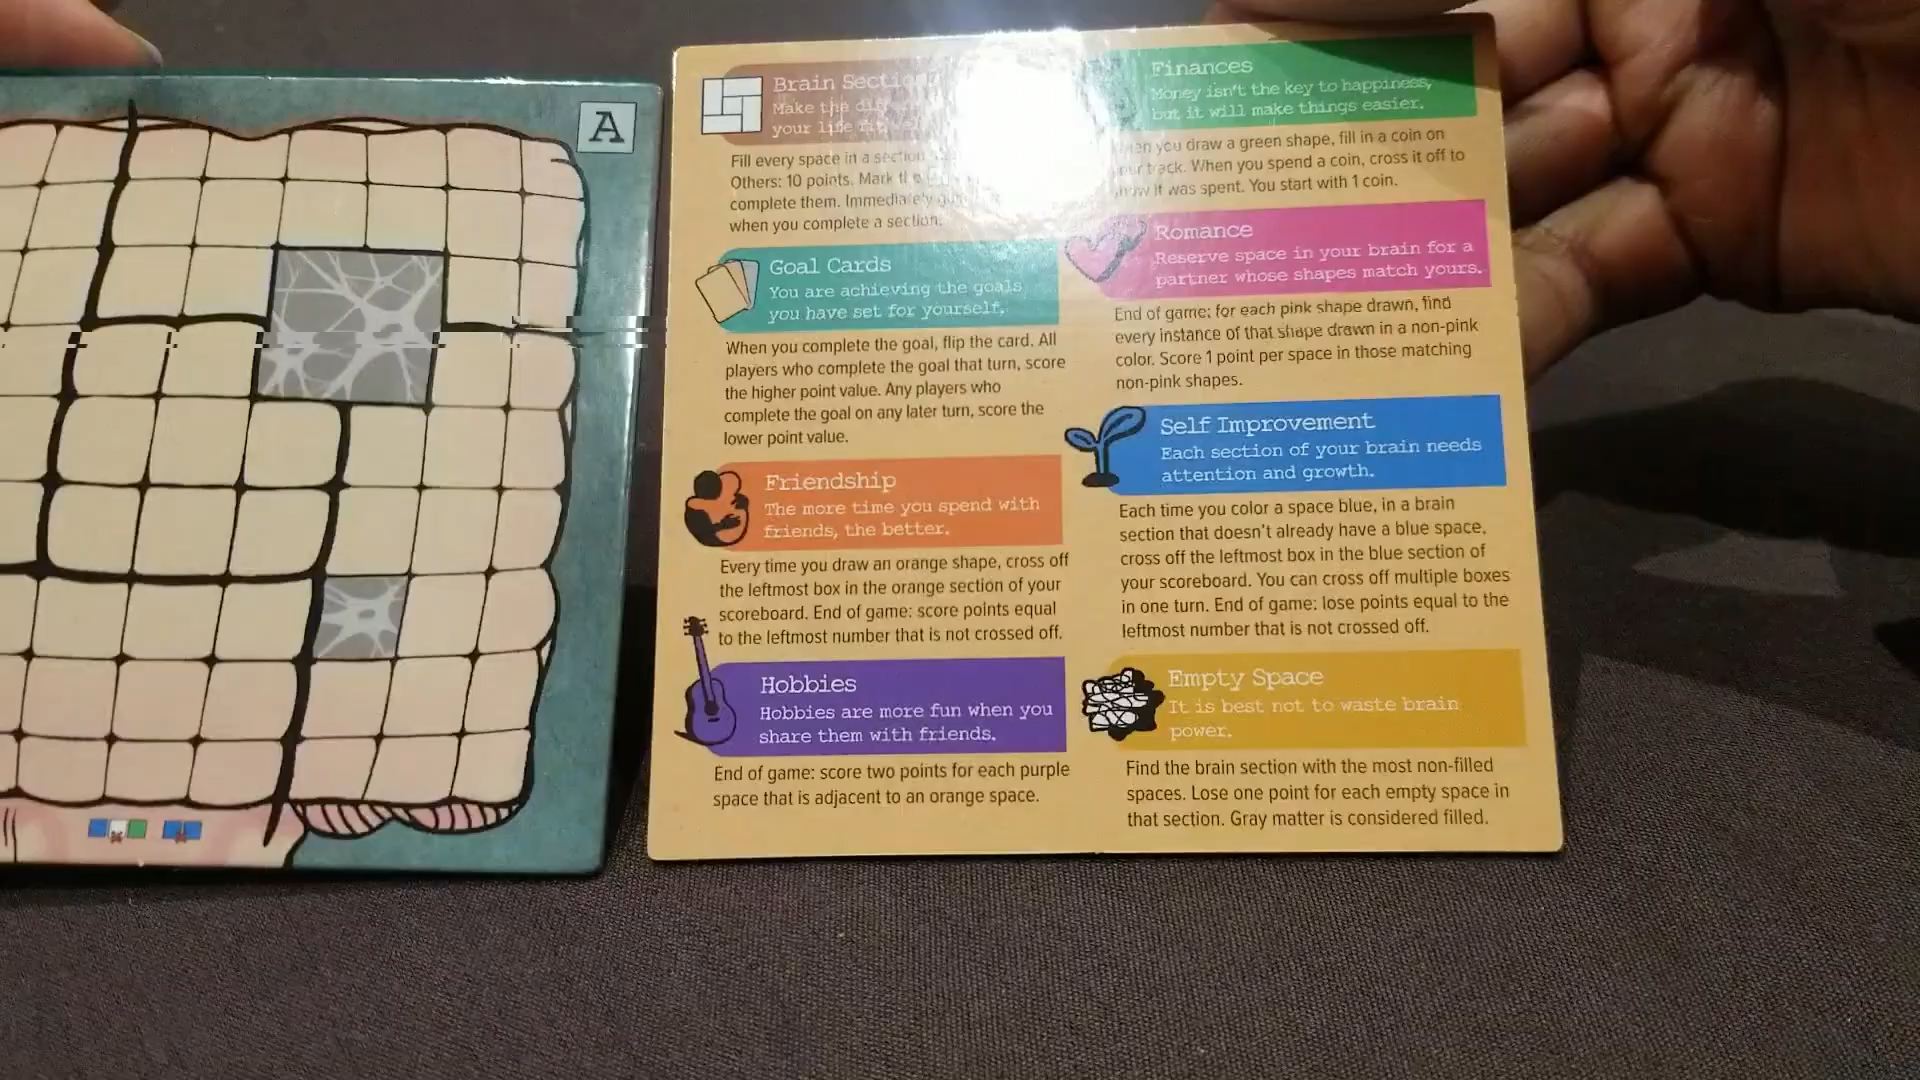 A
Brain
Make the
your life
Fill every space in a section
Others: 10 points. Mark
complete them. Immediately
when you complete a section.
Goal Cards
You are achieving the goals
you have set for yourself.
When you complete the goal, flip the card. All
players who complete the goal that turn, score
the higher point value. Any players who
complete the goal on any later turn, score the
lower point value.
Friendship
The more time you spend with
friends, the better.
Every time you draw an orange shape, cross off
the leftmost box in the orange section of your
scoreboard. End of game: score points equal
to the leftmost number that is not crossed off.
Hobbies
Hobbies are more fun when you
share them with friends.
End of game: score two points for each purple
space that is adjacent to an orange space.
Finances
Money isn't the key to happiness,
but it will make things easier.
you draw a green shape, fill in a coin on
track. When you spend a coin, cross it off to
it was spent. You start with 1 coin.
Romance
Reserve space in your brain for a
partner whose shapes match yours.
End of game: for each pink shape drawn, find
every instance of that shape drawn in a non-pink
color. Score 1 point per space in those matching
non-pink shapes.
Self Improvement
Each section of your brain needs
attention and growth.
Each time you color a space blue, in a brain
section that doesn't already have a blue space,
cross off the leftmost box in the blue section of
your scoreboard. You can cross off multiple boxes
in one turn. End of game: lose points equal to the
leftmost number that is not crossed off.
Empty Space
It is best not to waste brain
power.
Find the brain section with the most non-filled
spaces. Lose one point for each empty space in
that section. Gray matter is considered filled.